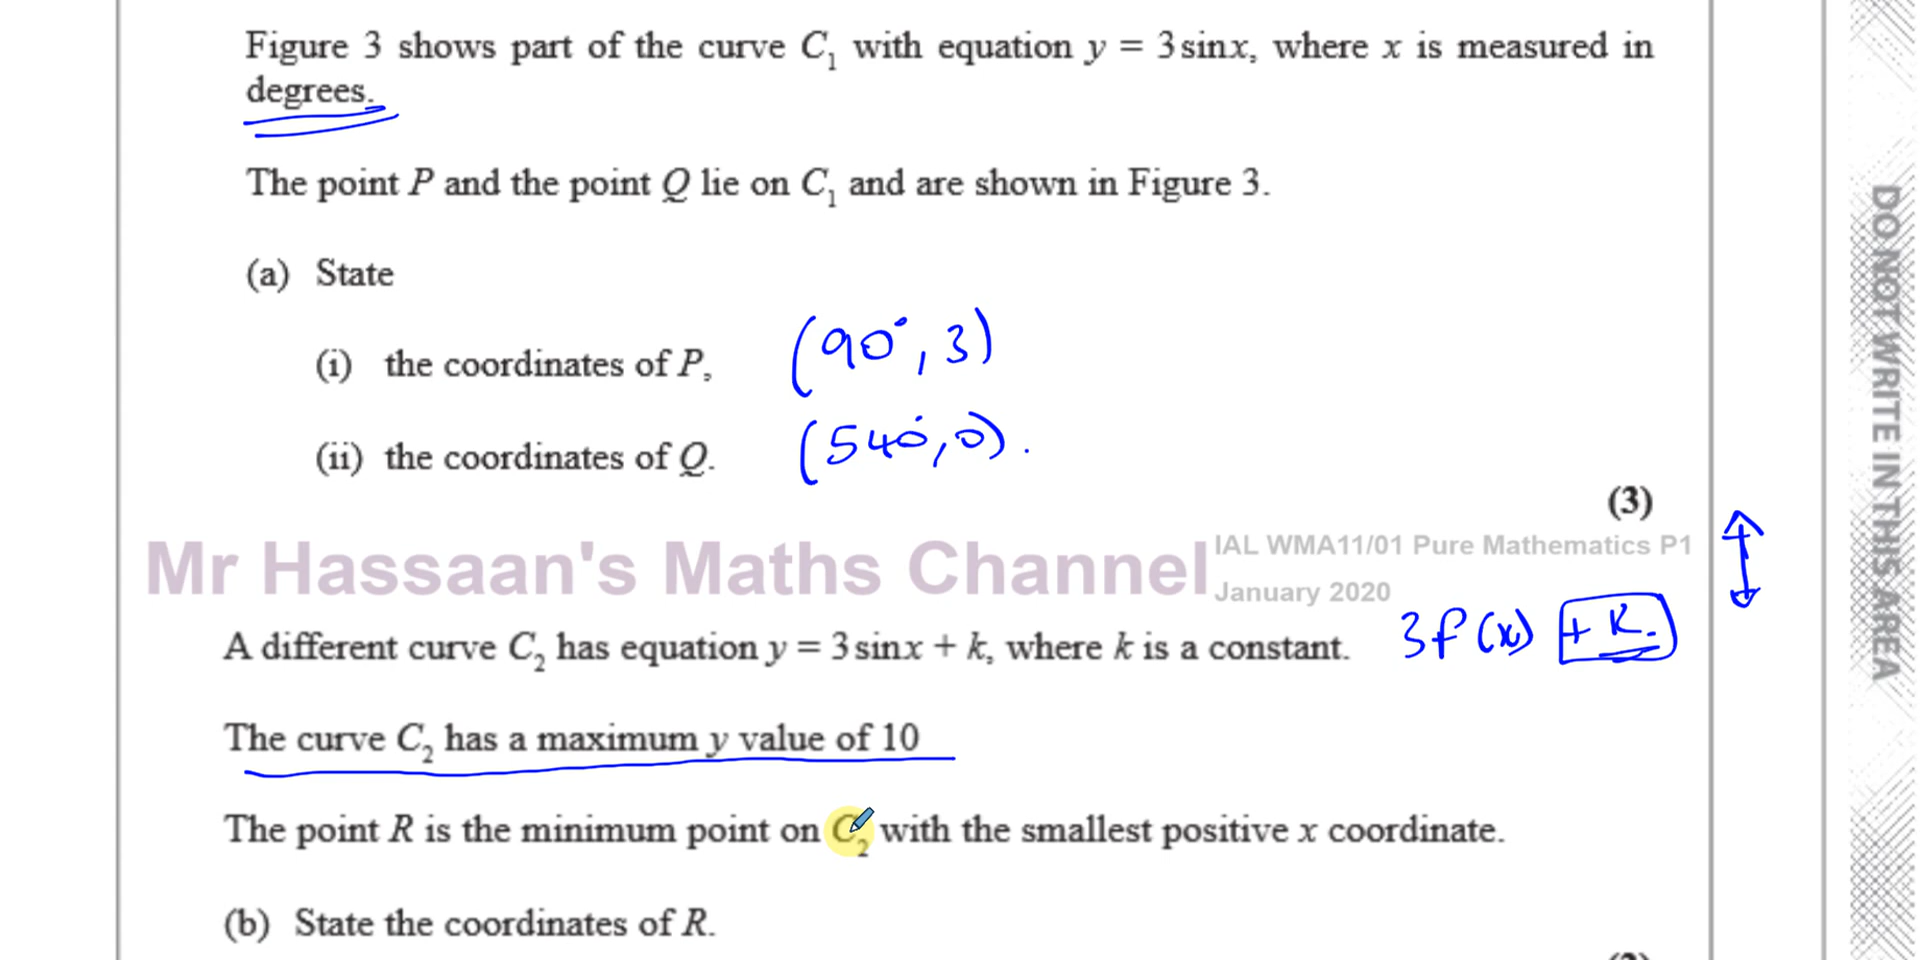 Figure 3 shows part of the curve C₁ with equation y = 3 sinx, where x is measured in
degrees.
The point P and the point Q lie on C₁ and are shown in Figure 3.
(a) State
(i) the coordinates of P, (90°, 3)
(ii) the coordinates of Q. (540°, 0).
(3)
Mr Hassaan's Maths Channel
IAL WMA11/01 Pure Mathematics P1
January 2020
A different curve C₂ has equation y = 3 sinx + k, where k is a constant. 3f(x) + k.
The curve C₂ has a maximum y value of 10
The point R is the minimum point on C₂ with the smallest positive x coordinate.
(b) State the coordinates of R.
DO NOT WRITE IN THIS AREA